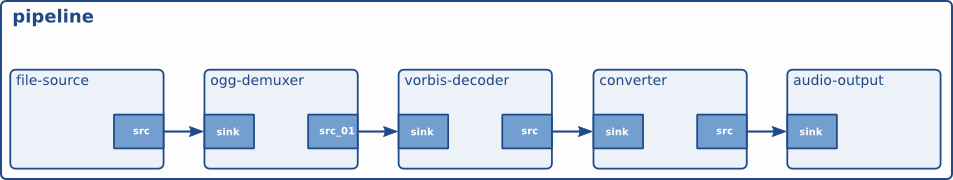 pipeline
file-source
ogg-demuxer
vorbis-decoder
converter
audio-output
src
sink
src_01
sink
src
sink
src
sink